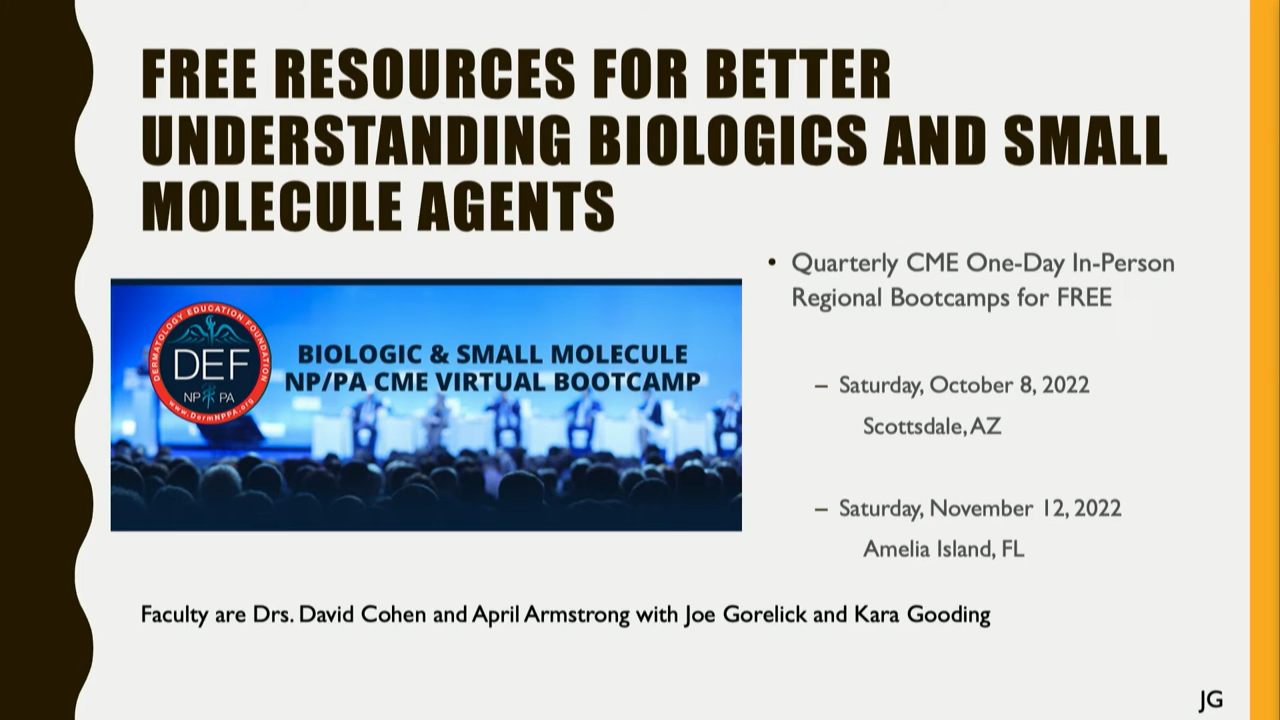 FREE RESOURCES FOR BETTER
UNDERSTANDING BIOLOGICS AND SMALL
MOLECULE AGENTS
DERMATOLOGY EDUCATION FOUNDATION
DEF
NP PA
www.DermNPPA.org
BIOLOGIC & SMALL MOLECULE
NP/PA CME VIRTUAL BOOTCAMP
• Quarterly CME One-Day In-Person
Regional Bootcamps for FREE
– Saturday, October 8, 2022
Scottsdale, AZ
– Saturday, November 12, 2022
Amelia Island, FL
Faculty are Drs. David Cohen and April Armstrong with Joe Gorelick and Kara Gooding
JG